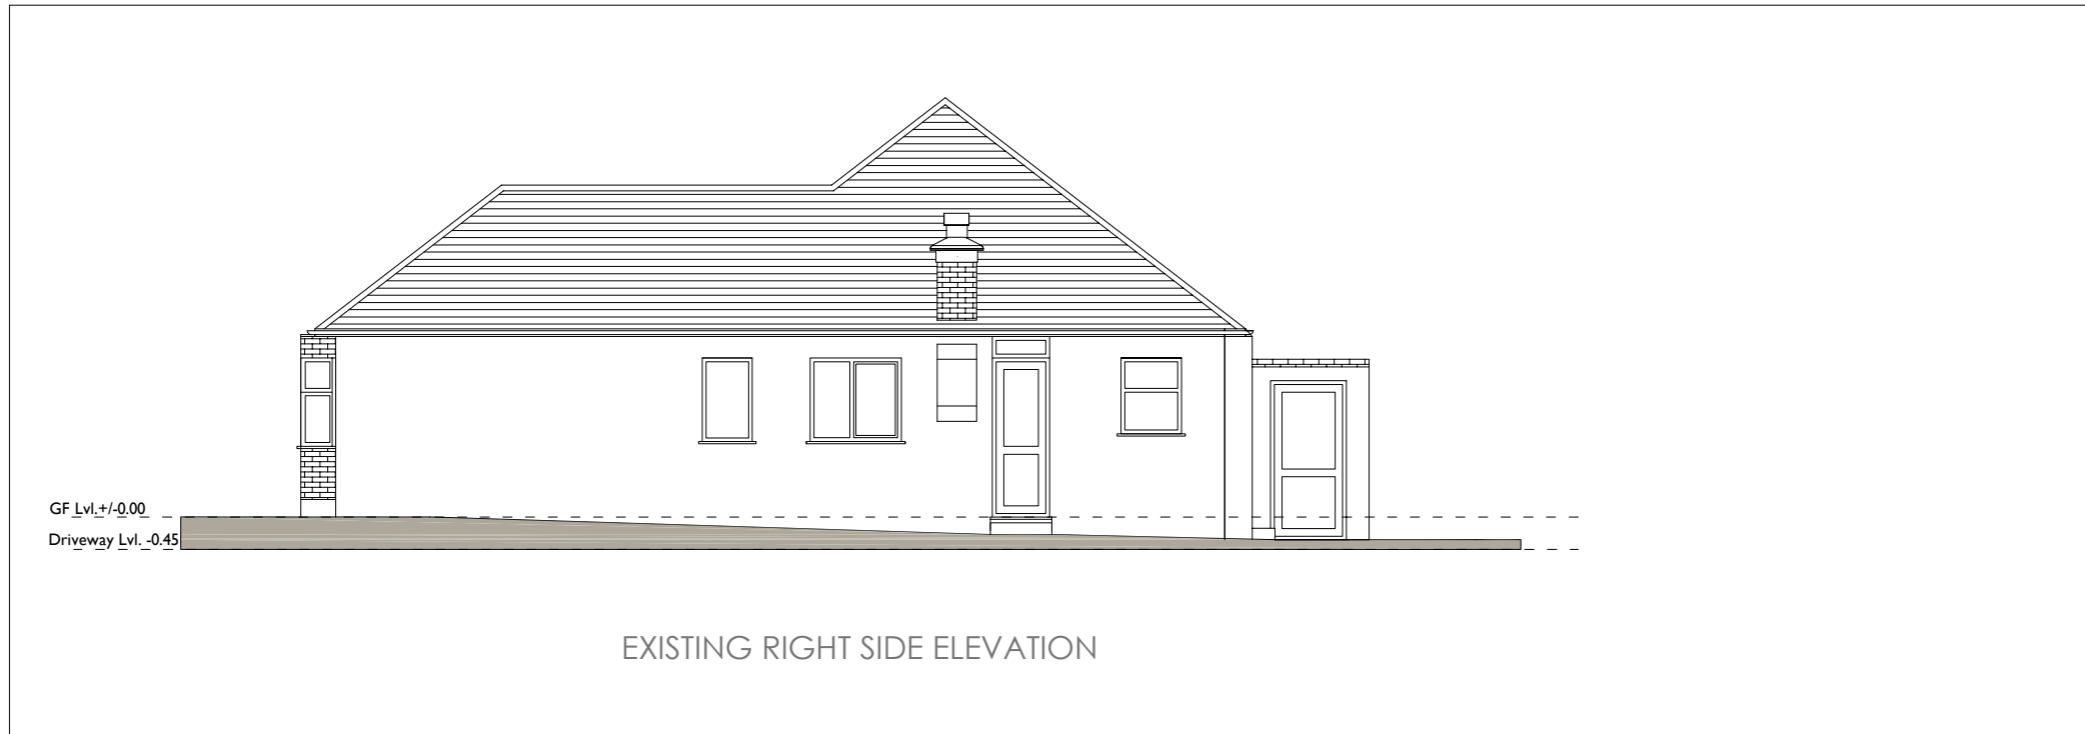 GF Lvl.+/-0.00
Driveway Lvl. -0.45
EXISTING RIGHT SIDE ELEVATION